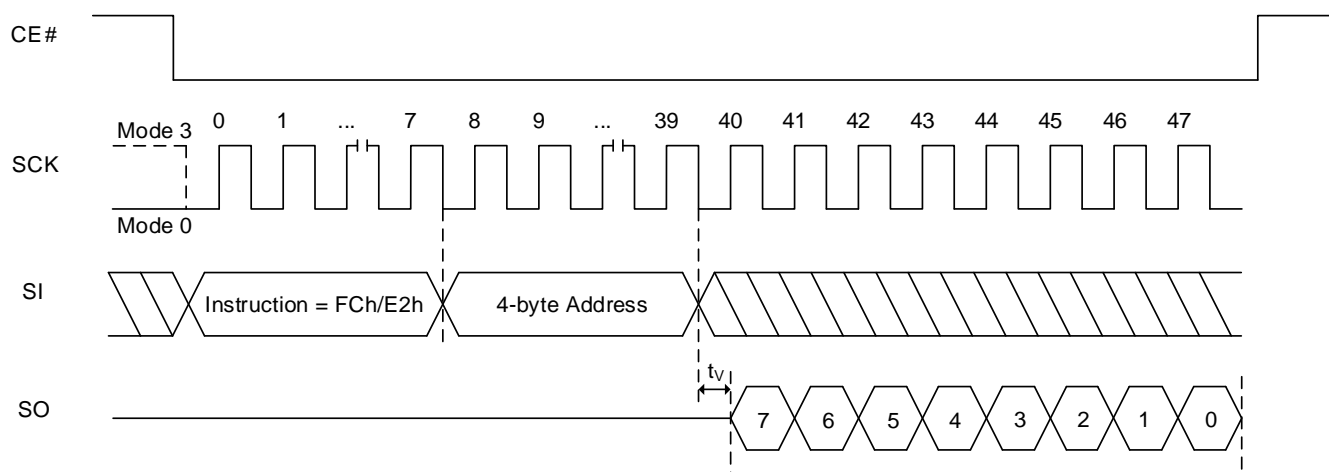 CE#
0 1 ... 7 8 9 ... 39 40 41 42 43 44 45 46 47
Mode 3
SCK
Mode 0
SI
Instruction = FCh/E2h 4-byte Address
tV
SO
7 6 5 4 3 2 1 0